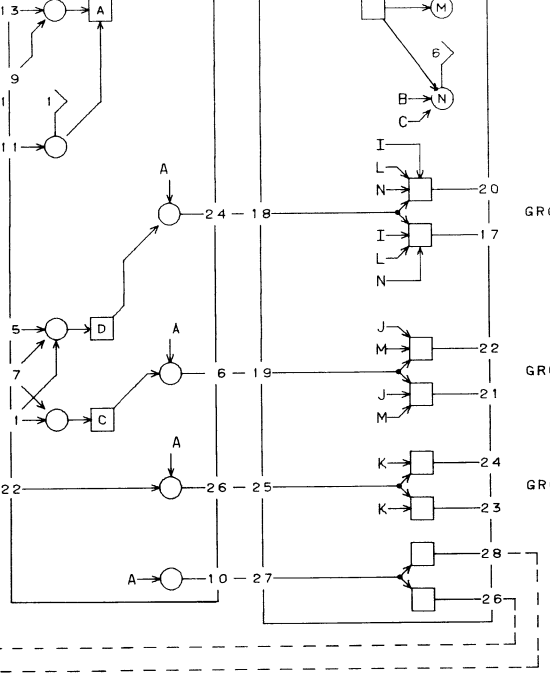 13 A M
6
9
1 1 B N
C
11 I
L
A N 20
24 18 GR
I 17
L
N
J
5 D A M 22
7 6 19 GR
J 21
1 C M
A K 24
22 26 25 GR
K 23
28
A 10 27
26